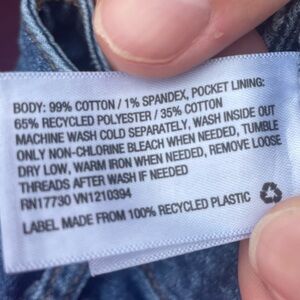 BODY: 99% COTTON / 1% SPANDEX, POCKET LINING:
65% RECYCLED POLYESTER / 35% COTTON
MACHINE WASH COLD SEPARATELY, WASH INSIDE OUT
ONLY NON-CHLORINE BLEACH WHEN NEEDED, TUMBLE
DRY LOW, WARM IRON WHEN NEEDED, REMOVE LOOSE
THREADS AFTER WASH IF NEEDED
RN17730 VN1210394
LABEL MADE FROM 100% RECYCLED PLASTIC